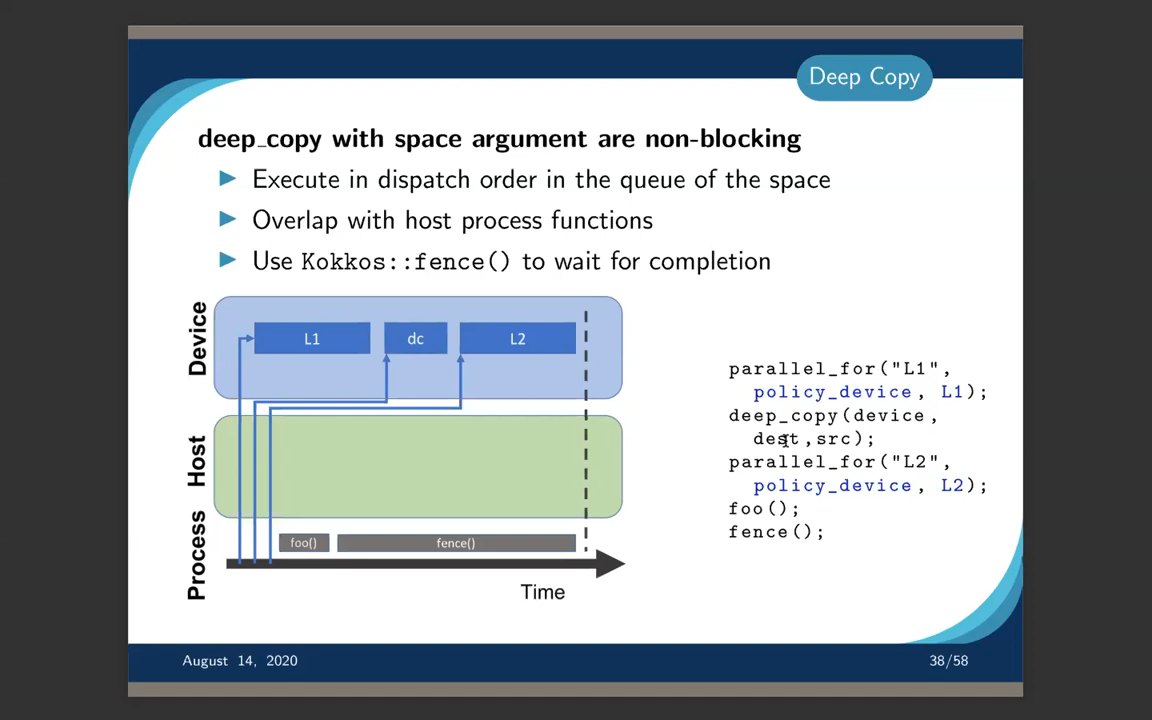 Deep Copy
deep_copy with space argument are non-blocking
Execute in dispatch order in the queue of the space
Overlap with host process functions
Use Kokkos::fence() to wait for completion
Device
L1
dc
L2
Host
Process
foo()
fence()
Time
parallel_for("L1",
policy_device, L1);
deep_copy(device,
dest,src);
parallel_for("L2",
policy_device, L2);
foo();
fence();
August 14, 2020
38/58